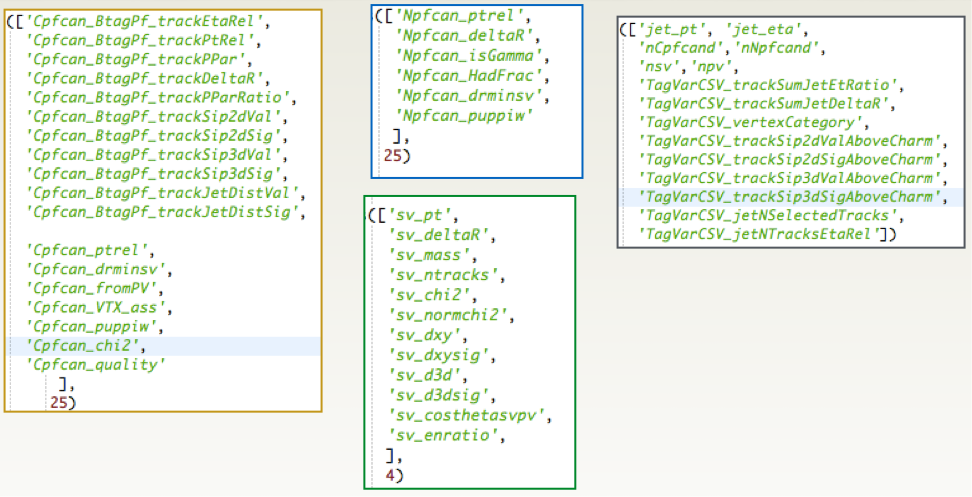 (['Cpfcan_BtagPf_trackEtaRel',
'Cpfcan_BtagPf_trackPtRel',
'Cpfcan_BtagPf_trackPPar',
'Cpfcan_BtagPf_trackDeltaR',
'Cpfcan_BtagPf_trackPParRatio',
'Cpfcan_BtagPf_trackSip2dVal',
'Cpfcan_BtagPf_trackSip2dSig',
'Cpfcan_BtagPf_trackSip3dVal',
'Cpfcan_BtagPf_trackSip3dSig',
'Cpfcan_BtagPf_trackJetDistVal',
'Cpfcan_BtagPf_trackJetDistSig',
'Cpfcan_ptrel',
'Cpfcan_drminsv',
'Cpfcan_fromPV',
'Cpfcan_VTX_ass',
'Cpfcan_puppiw',
'Cpfcan_chi2',
'Cpfcan_quality'
],
25)
(['Npfcan_ptrel',
'Npfcan_deltaR',
'Npfcan_isGamma',
'Npfcan_HadFrac',
'Npfcan_drminsv',
'Npfcan_puppiw'
],
25)
(['sv_pt',
'sv_deltaR',
'sv_mass',
'sv_ntracks',
'sv_chi2',
'sv_normchi2',
'sv_dxy',
'sv_dxysig',
'sv_d3d',
'sv_d3dsig',
'sv_costhetasvpv',
'sv_enratio',
],
4)
(['jet_pt', 'jet_eta',
'nCpfcand','nNpfcand',
'nsv','npv',
'TagVarCSV_trackSumJetEtRatio',
'TagVarCSV_trackSumJetDeltaR',
'TagVarCSV_vertexCategory',
'TagVarCSV_trackSip2dValAboveCharm',
'TagVarCSV_trackSip2dSigAboveCharm',
'TagVarCSV_trackSip3dValAboveCharm',
'TagVarCSV_trackSip3dSigAboveCharm',
'TagVarCSV_jetNSelectedTracks',
'TagVarCSV_jetNTracksEtaRel'])